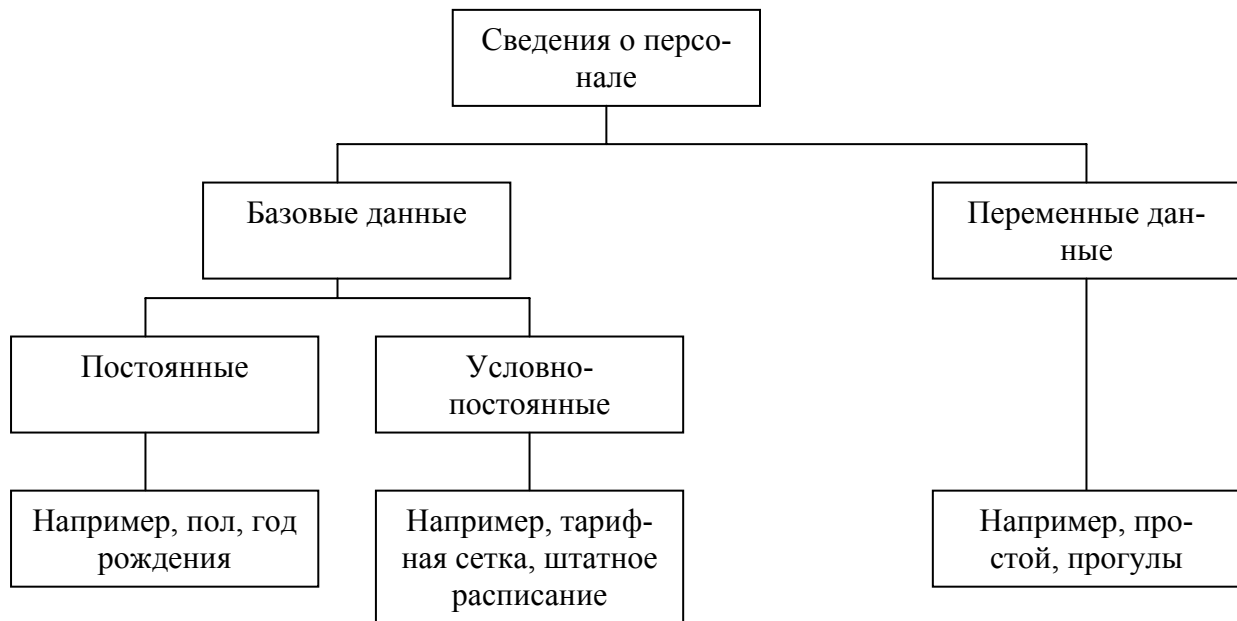 Сведения о персо-
нале
Базовые данные
Переменные дан-
ные
Постоянные
Условно-
постоянные
Например, пол, год
рождения
Например, тариф-
ная сетка, штатное
расписание
Например, про-
стой, прогулы